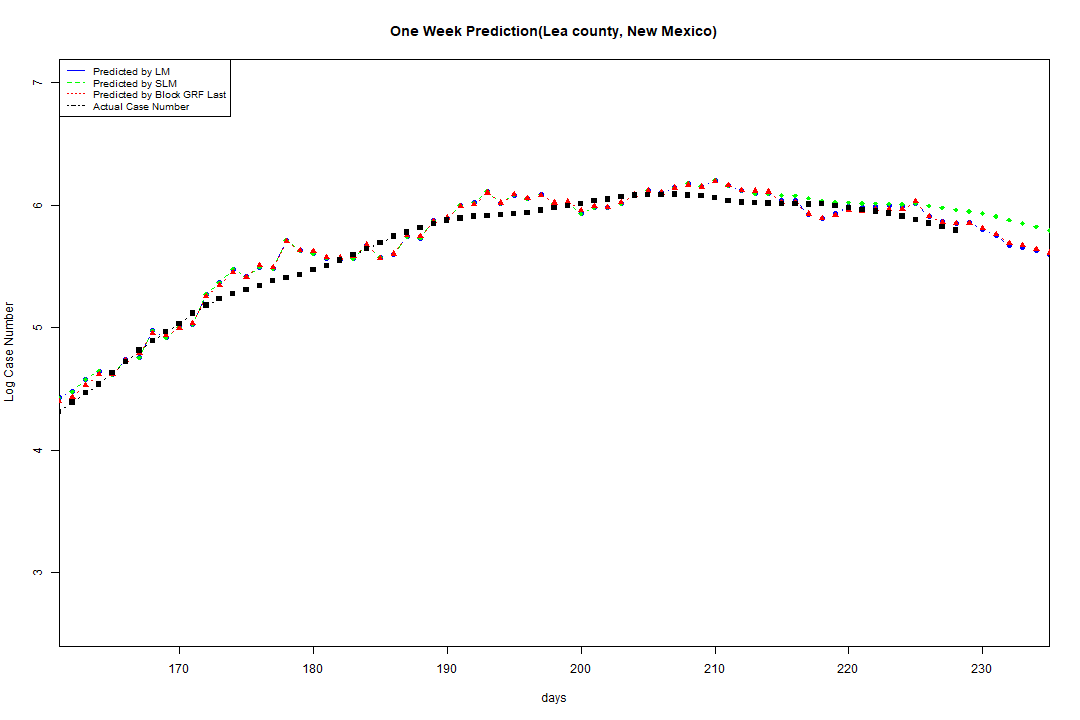 One Week Prediction(Lea county, New Mexico)
Predicted by LM
Predicted by SLM
Predicted by Block GRF Last
Actual Case Number
7
6
5
4
3
Log Case Number
170 180 190 200 210 220 230
days